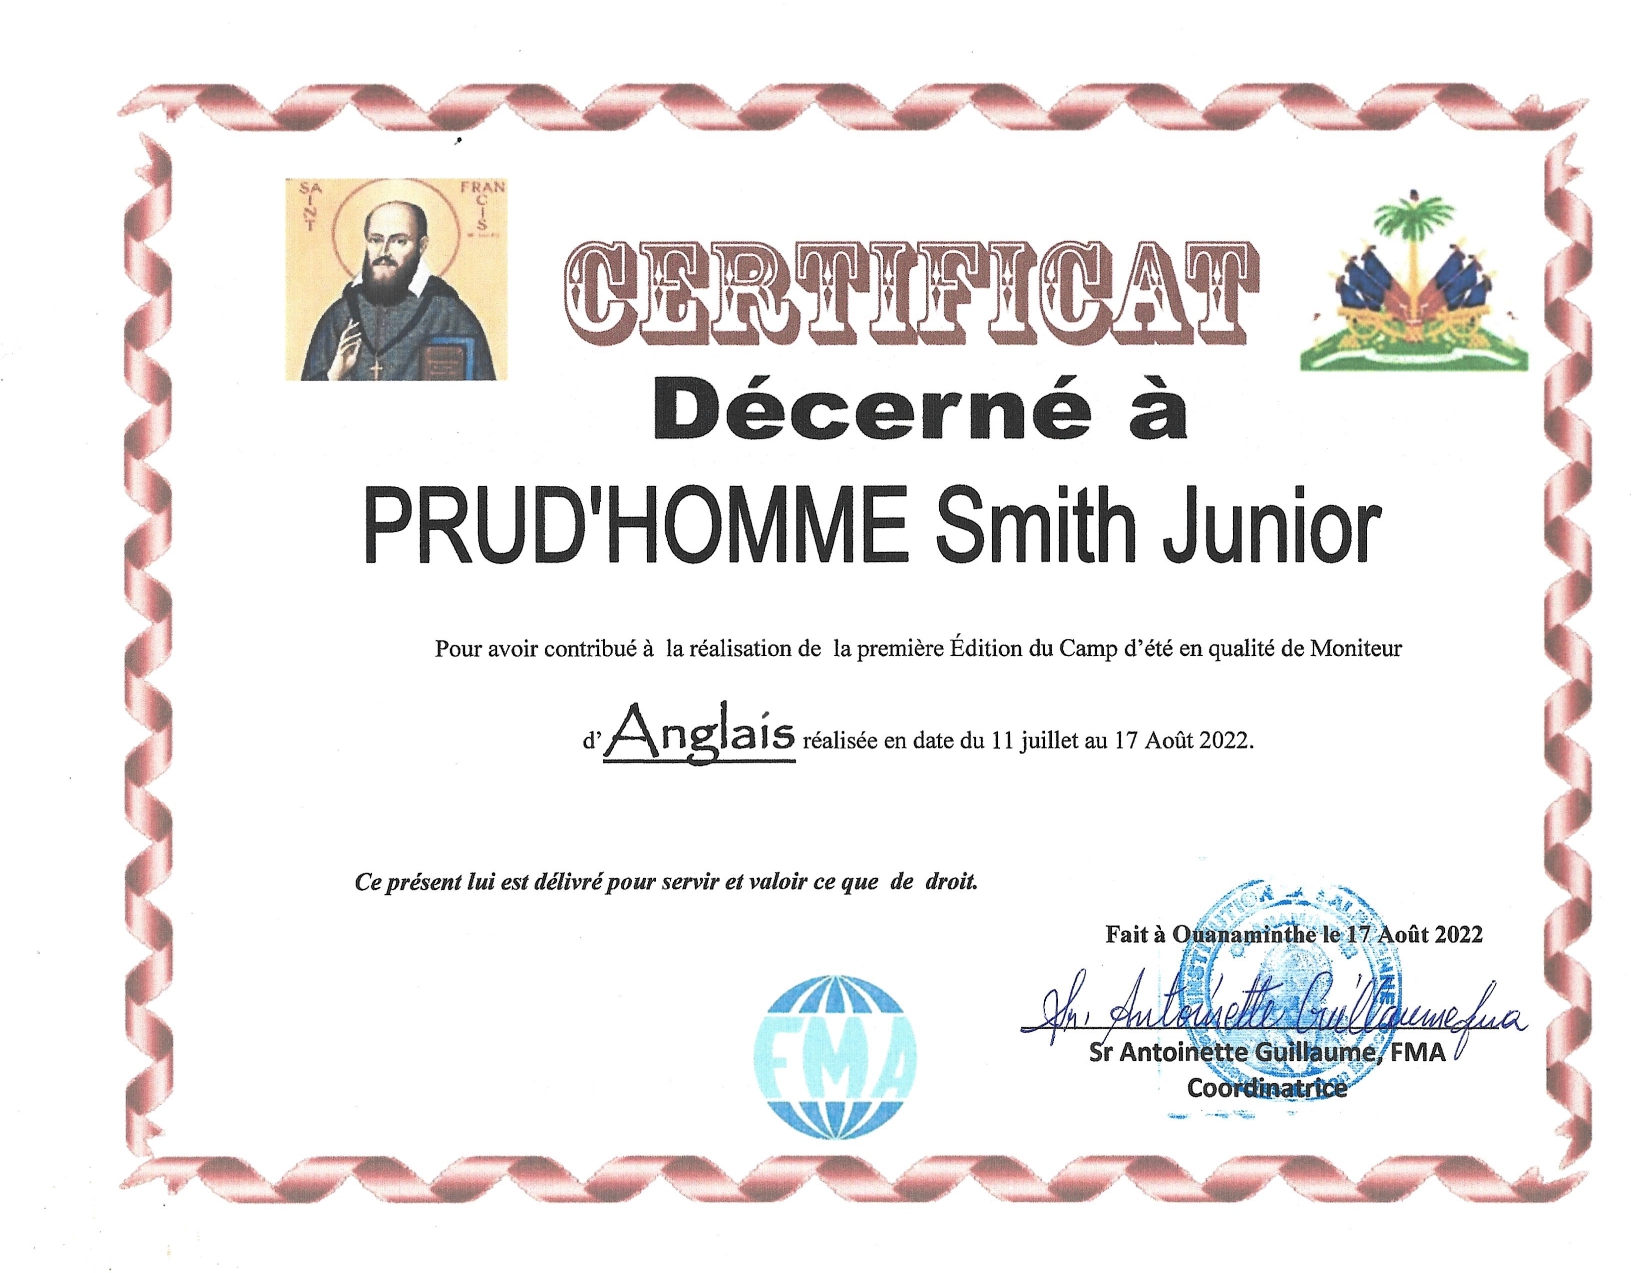 SAINT FRANCIS
CERTIFICAT
Décerné à
PRUD'HOMME Smith Junior
Pour avoir contribué à la réalisation de la première Édition du Camp d'été en qualité de Moniteur
d'Anglais réalisée en date du 11 juillet au 17 Août 2022.
Ce présent lui est délivré pour servir et valoir ce que de droit.
Fait à Ouanaminthe le 17 Août 2022
Sr. Antoinette Guillaume fma
Sr Antoinette Guillaume, FMA
Coordinatrice
FMA
INSTITUTION
OUANAMINTHE